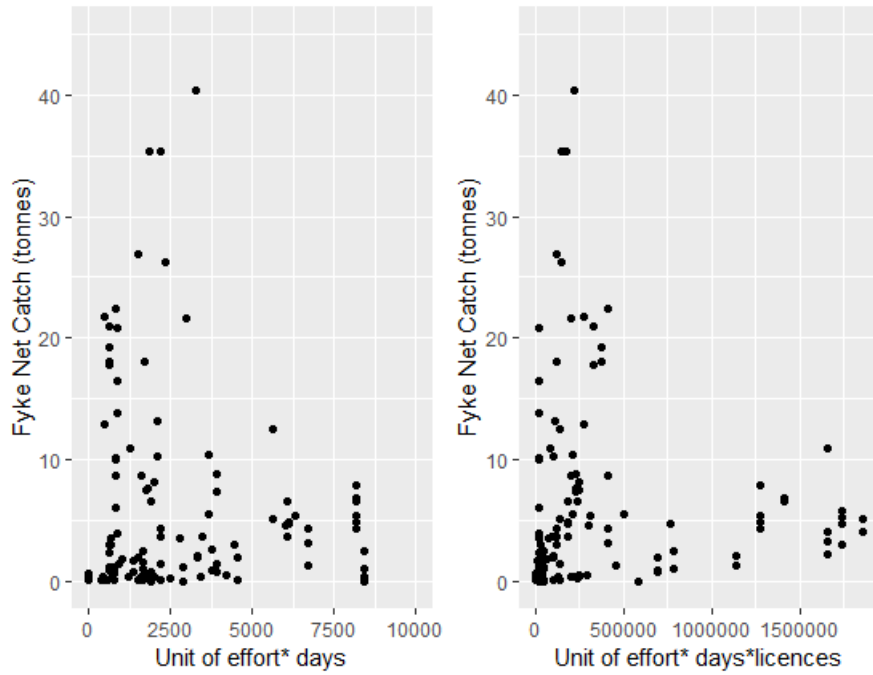 Fyke Net Catch (tonnes)
40
30
20
10
0
0 2500 5000 7500 10000
Unit of effort* days
Fyke Net Catch (tonnes)
40
30
20
10
0
0 500000 1000000 1500000
Unit of effort* days*licences